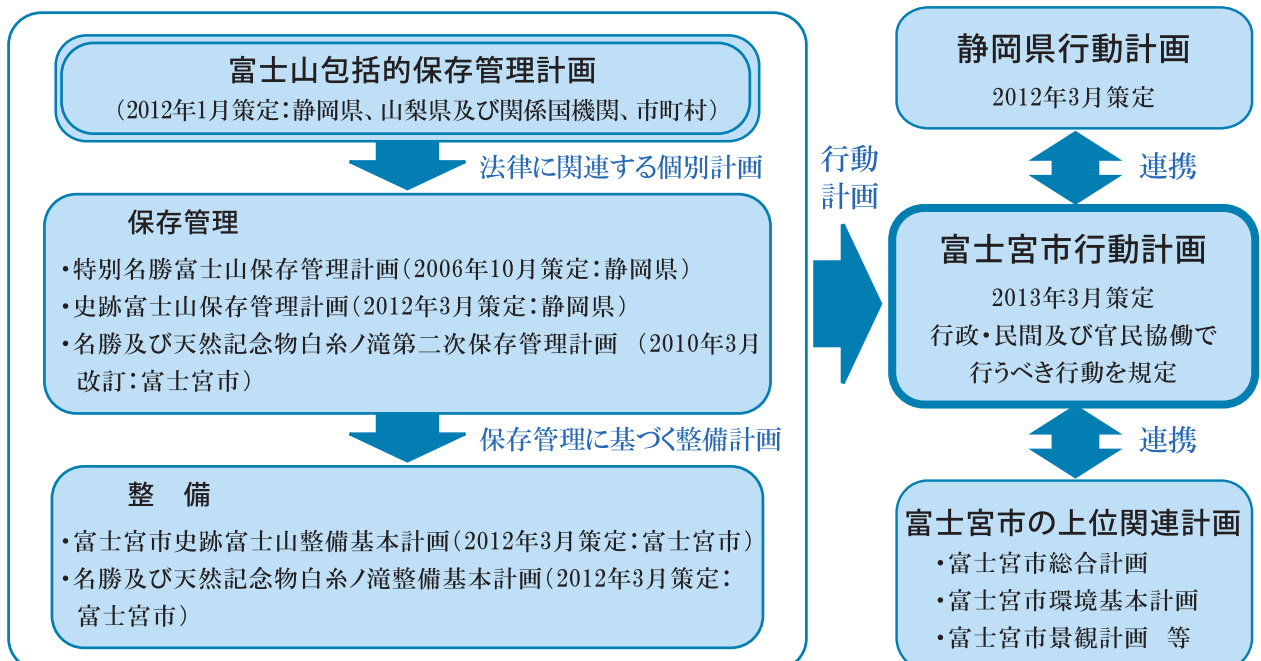 富士山包括的保存管理計画
（2012年1月策定：静岡県、山梨県及び関係国機関、市町村）
法律に関連する個別計画
保存管理
・特別名勝富士山保存管理計画（2006年10月策定：静岡県）
・史跡富士山保存管理計画（2012年3月策定：静岡県）
・名勝及び天然記念物白糸ノ滝第二次保存管理計画　（2010年3月
改訂：富士宮市）
保存管理に基づく整備計画
整　備
・富士宮市史跡富士山整備基本計画（2012年3月策定：富士宮市）
・名勝及び天然記念物白糸ノ滝整備基本計画（2012年3月策定：
富士宮市）
行動
計画
静岡県行動計画
2012年3月策定
連携
富士宮市行動計画
2013年3月策定
行政・民間及び官民協働で
行うべき行動を規定
連携
富士宮市の上位関連計画
・富士宮市総合計画
・富士宮市環境基本計画
・富士宮市景観計画　等